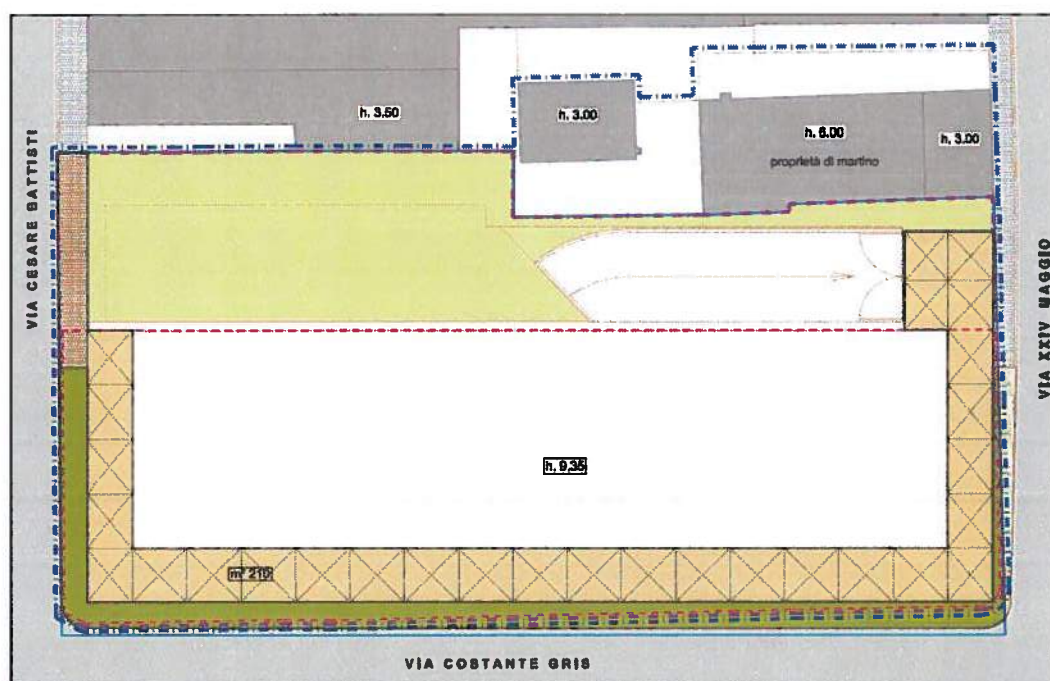 h. 3.50
h. 3.00
h. 6.00
h. 3.00
proprietà di martino
VIA CESARE BATTISTI
VIA XXIV MAGGIO
h. 9,35
m² 210
VIA COSTANTE GRIS